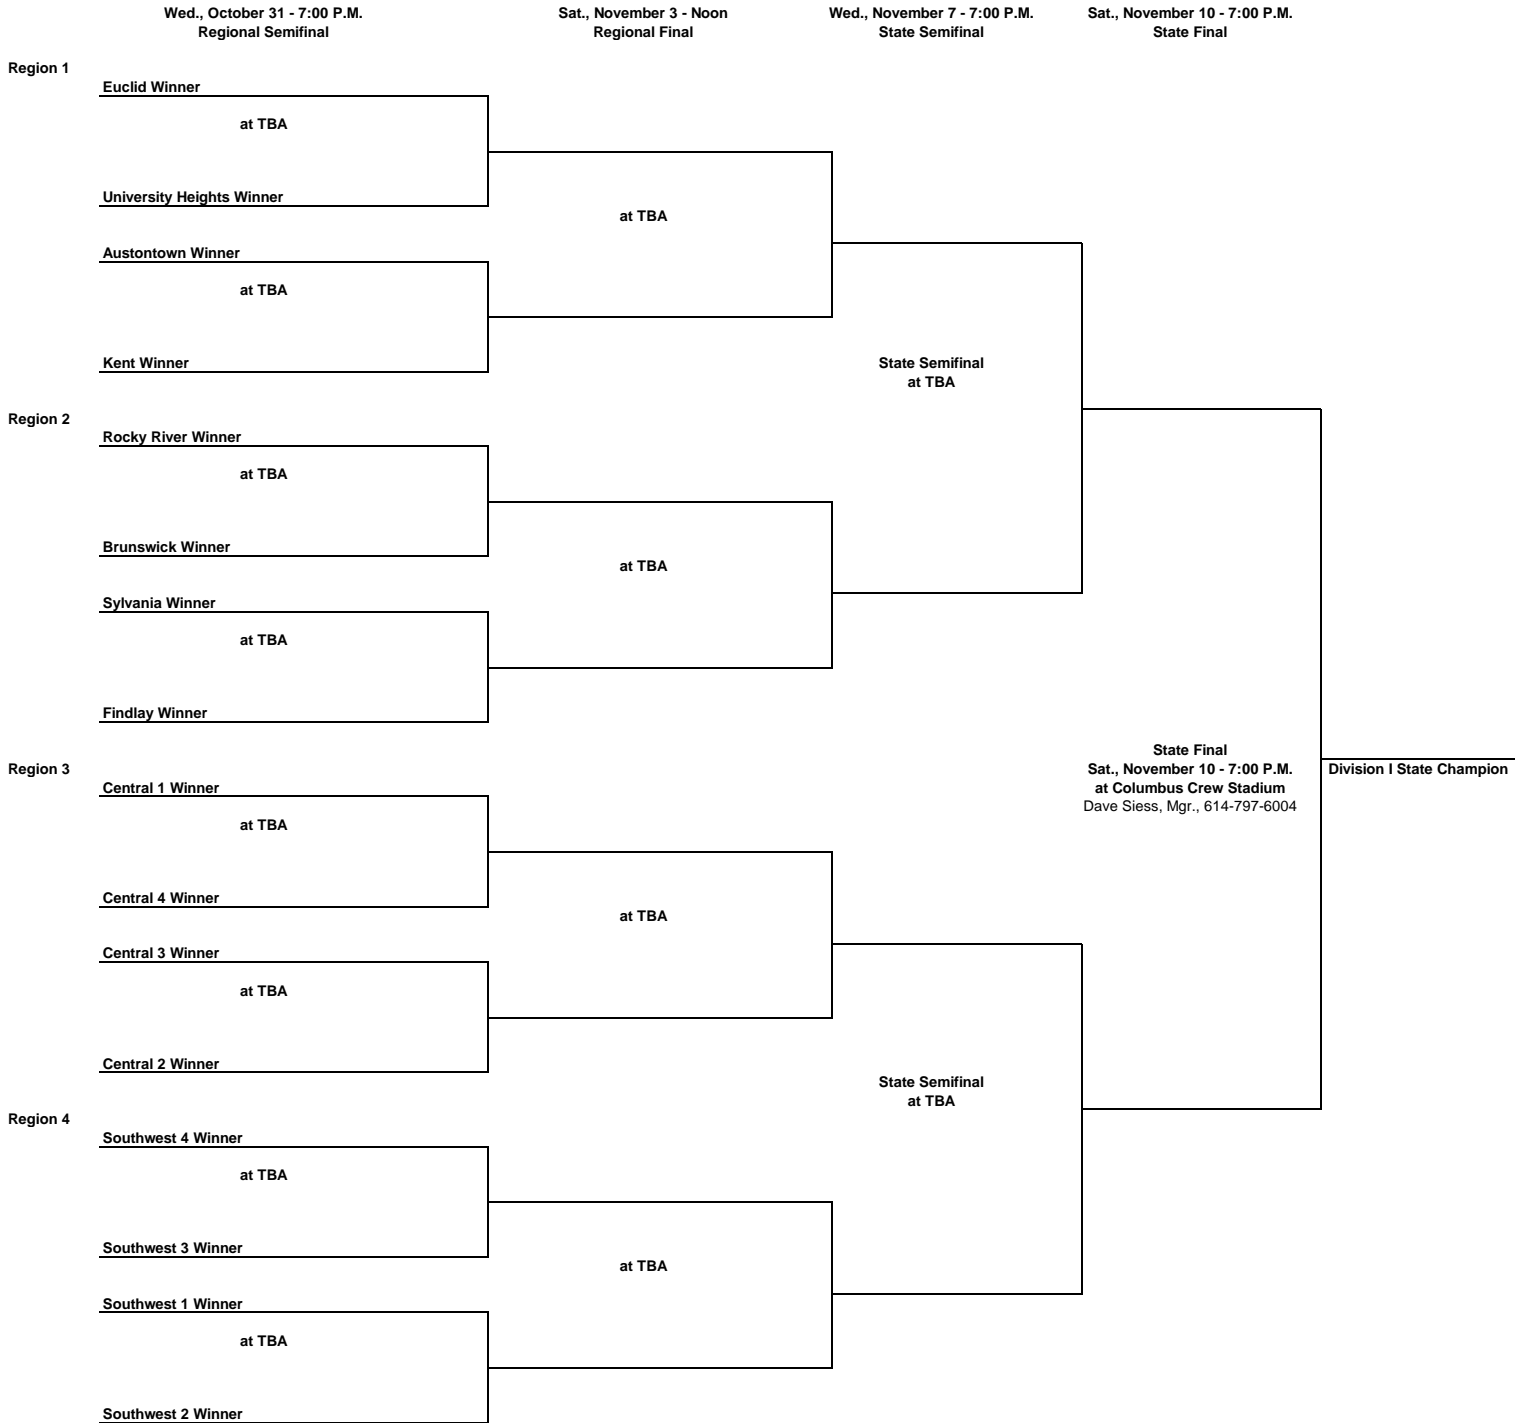 Wed., October 31 - 7:00 P.M.
Regional Semifinal
Sat., November 3 - Noon
Regional Final
Wed., November 7 - 7:00 P.M.
State Semifinal
Sat., November 10 - 7:00 P.M.
State Final
Region 1
Euclid Winner
at TBA
University Heights Winner
at TBA
Austontown Winner
at TBA
Kent Winner
State Semifinal
at TBA
Region 2
Rocky River Winner
at TBA
Brunswick Winner
at TBA
Sylvania Winner
at TBA
Findlay Winner
State Final
Sat., November 10 - 7:00 P.M.
at Columbus Crew Stadium
Dave Siess, Mgr., 614-797-6004
Division I State Champion
Region 3
Central 1 Winner
at TBA
Central 4 Winner
at TBA
Central 3 Winner
at TBA
Central 2 Winner
State Semifinal
at TBA
Region 4
Southwest 4 Winner
at TBA
Southwest 3 Winner
at TBA
Southwest 1 Winner
at TBA
Southwest 2 Winner